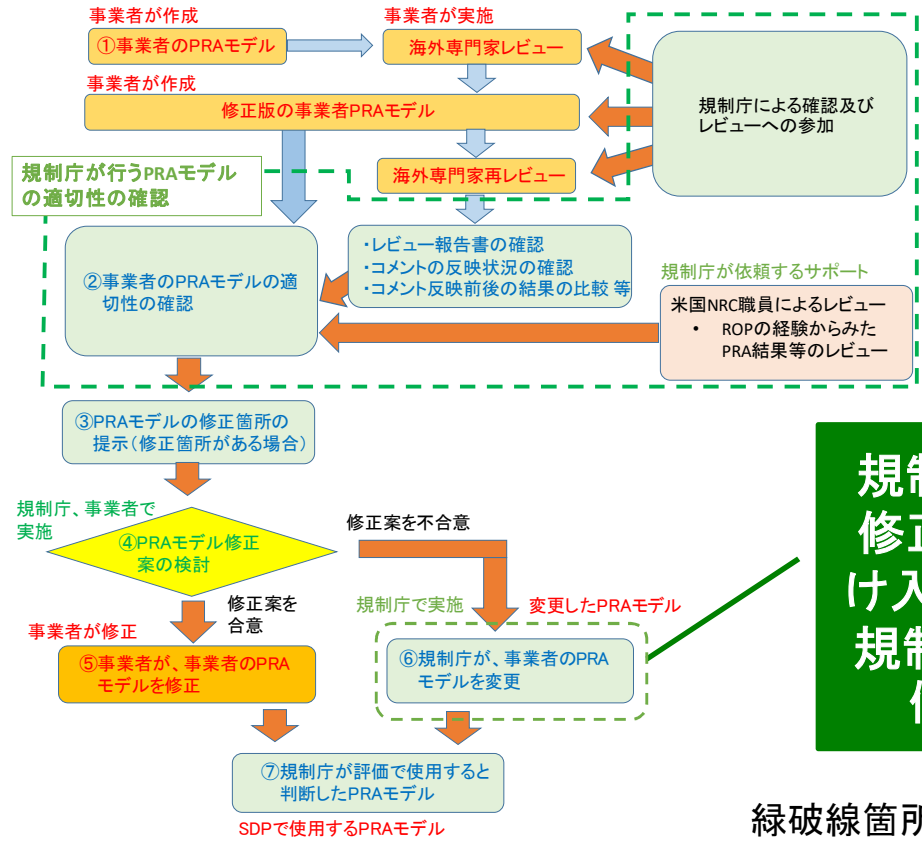 事業者が作成
①事業者のPRAモデル
事業者が実施
海外専門家レビュー
事業者が作成
修正版の事業者PRAモデル
規制庁による確認及び
レビューへの参加
海外専門家再レビュー
規制庁が行うPRAモデル
の適切性の確認
・レビュー報告書の確認
・コメントの反映状況の確認
・コメント反映前後の結果の比較 等
②事業者のPRAモデルの適
切性の確認
規制庁が依頼するサポート
米国NRC職員によるレビュー
• ROPの経験からみた
PRA結果等のレビュー
③PRAモデルの修正箇所の
提示(修正箇所がある場合)
規制庁、事業者で
実施
④PRAモデル修正
案の検討
修正案を不合意
修正案を
合意
事業者が修正
⑤事業者が、事業者のPRA
モデルを修正
規制庁で実施
変更したPRAモデル
⑥規制庁が、事業者のPRA
モデルを変更
⑦規制庁が評価で使用すると
判断したPRAモデル
SDPで使用するPRAモデル
規制
修正
け入
規制
緑破線箇所